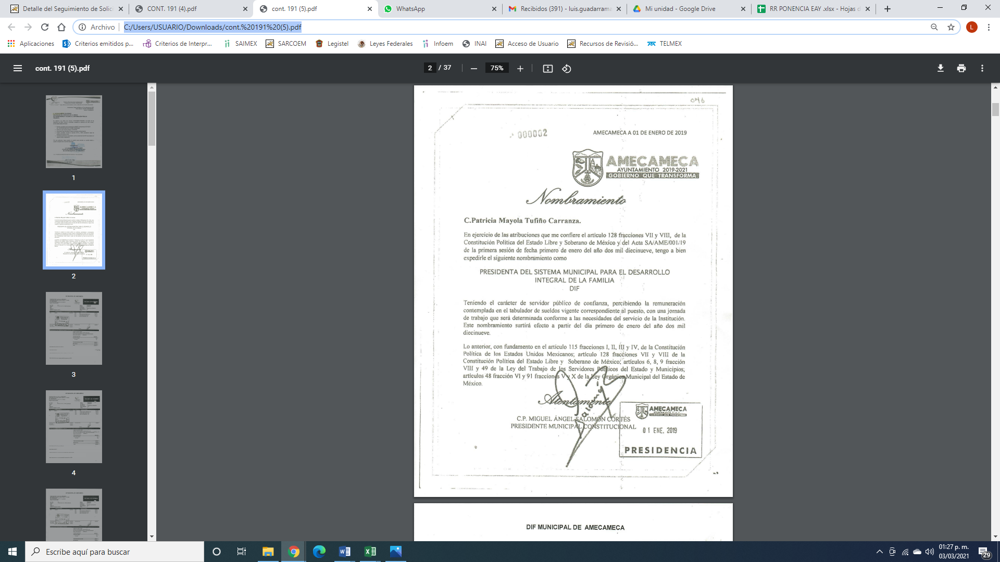 Detalle del Seguimiento de Solici
CONT. 191 (4).pdf
cont. 191 (5).pdf
WhatsApp
Recibidos (391) - luis.guadarrama
Mi unidad - Google Drive
RR PONENCIA EAY .xlsx - Hojas d
Archivo
C:/Users/USUARIO/Downloads/cont.%20191%20(5).pdf
L
Aplicaciones
Criterios emitidos p...
Criterios de Interpr...
SAIMEX
SARCOEM
Legistel
Leyes Federales
Infoem
INAI
Acceso de Usuario
Recursos de Revisió...
TELMEX
cont. 191 (5).pdf
2 / 37
75%
1
2
3
4
046
000002
AMECAMECA A 01 DE ENERO DE 2019
AMECAMECA
AYUNTAMIENTO 2019-2021
GOBIERNO QUE TRANSFORMA
Nombramiento
C.Patricia Mayola Tufiño Carranza.
En ejercicio de las atribuciones que me confiere el artículo 128 fracciones VII y VIII, de la
Constitución Política del Estado Libre y Soberano de México y del Acta SA/AME/001/19
de la primera sesión de fecha primero de enero del año dos mil diecinueve, tengo a bien
expedirle el siguiente nombramiento como
PRESIDENTA DEL SISTEMA MUNICIPAL PARA EL DESARROLLO
INTEGRAL DE LA FAMILIA
DIF
Teniendo el carácter de servidor público de confianza, percibiendo la remuneración
contemplada en el tabulador de sueldos vigente correspondiente al puesto, con una jornada
de trabajo que será determinada conforme a las necesidades del servicio de la Institución.
Este nombramiento surtirá efecto a partir del día primero de enero del año dos mil
diecinueve.
Lo anterior, con fundamento en el artículo 115 fracciones I, II, III y IV, de la Constitución
Política de los Estados Unidos Mexicanos; artículo 128 fracciones VII y VIII de la
Constitución Política del Estado Libre y Soberano de México, artículos 6, 8, 9 fracción
VIII y 49 de la Ley del Trabajo de los Servidores Públicos del Estado y Municipios;
artículos 48 fracción VI y 91 fracciones V y X de la Ley Orgánica Municipal del Estado de
México.
Atentamente
C.P. MIGUEL ÁNGEL SALOMÓN CORTÉS
PRESIDENTE MUNICIPAL CONSTITUCIONAL
AMECAMECA
01 ENE. 2019
PRESIDENCIA
DIF MUNICIPAL DE AMECAMECA
Escribe aquí para buscar
01:27 p. m.
03/03/2021
29